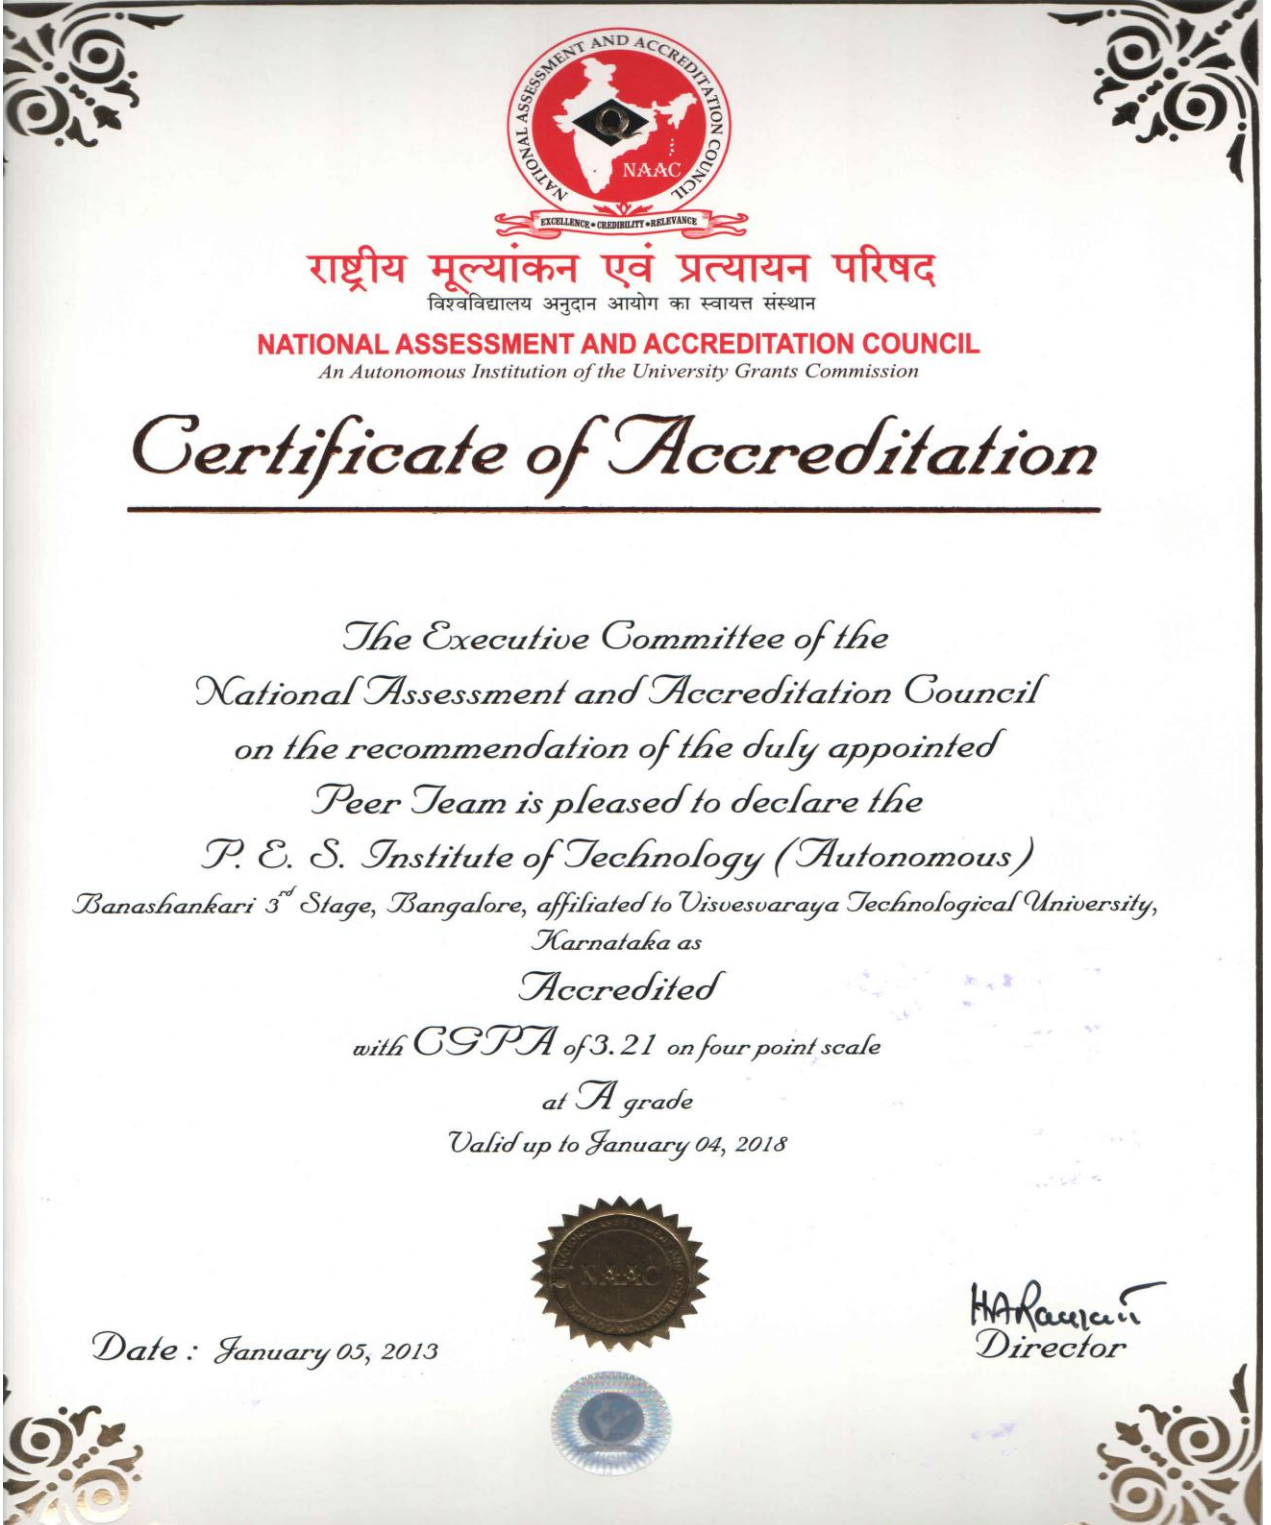 NATIONAL ASSESSMENT AND ACCREDITATION COUNCIL
Q
NAAC
EXCELLENCE • CREDIBILITY • RELEVANCE
राष्ट्रीय मूल्यांकन एवं प्रत्यायन परिषद
विश्वविद्यालय अनुदान आयोग का स्वायत्त संस्थान
NATIONAL ASSESSMENT AND ACCREDITATION COUNCIL
An Autonomous Institution of the University Grants Commission
Certificate of Accreditation
The Executive Committee of the
National Assessment and Accreditation Council
on the recommendation of the duly appointed
Peer Team is pleased to declare the
P. E. S. Institute of Technology (Autonomous)
Banashankari 3rd Stage, Bangalore, affiliated to Visvesvaraya Technological University,
Karnataka as
Accredited
with CGPA of 3.21 on four point scale
at A grade
Valid up to January 04, 2018
NAAC
Date : January 05, 2013
Director